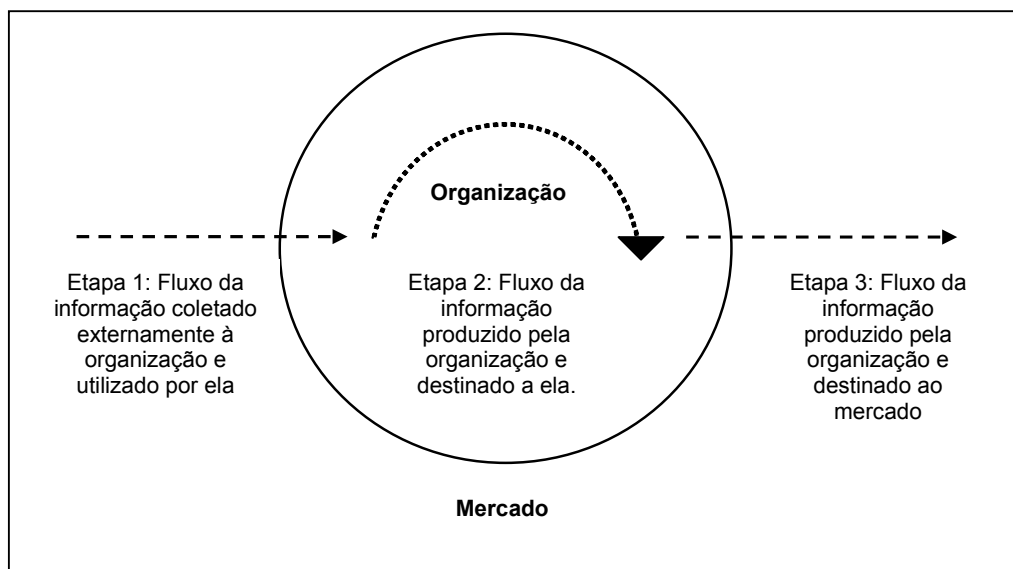 Organização
Etapa 1: Fluxo da
informação coletado
externamente à
organização e
utilizado por ela
Etapa 2: Fluxo da
informação
produzido pela
organização e
destinado a ela.
Etapa 3: Fluxo da
informação
produzido pela
organização e
destinado ao
mercado
Mercado